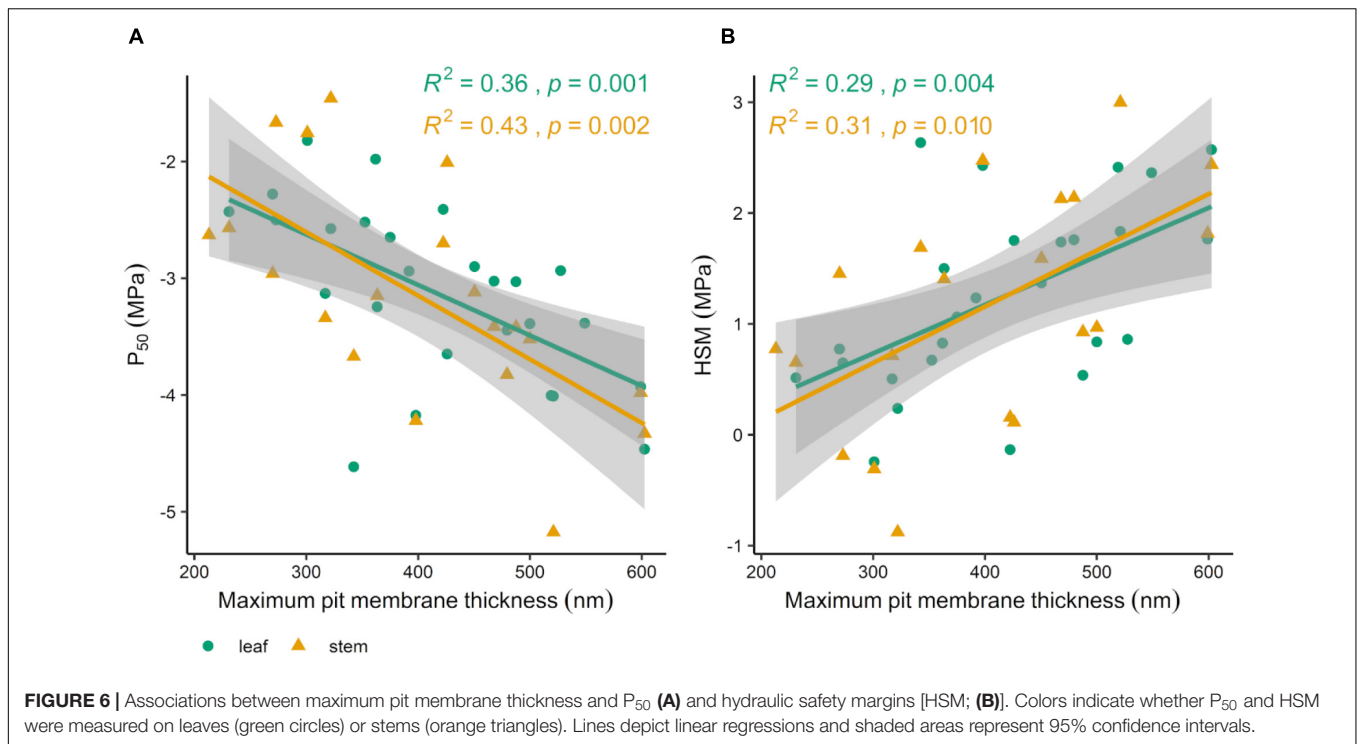 A
R² = 0.36 , p = 0.001
R² = 0.43 , p = 0.002
P₅₀ (MPa)
-2
-3
-4
-5
200 300 400 500 600
Maximum pit membrane thickness (nm)
leaf stem
B
R² = 0.29 , p = 0.004
R² = 0.31 , p = 0.010
HSM (MPa)
3
2
1
0
-1
200 300 400 500 600
Maximum pit membrane thickness (nm)
FIGURE 6 | Associations between maximum pit membrane thickness and P₅₀ (A) and hydraulic safety margins [HSM; (B)]. Colors indicate whether P₅₀ and HSM
were measured on leaves (green circles) or stems (orange triangles). Lines depict linear regressions and shaded areas represent 95% confidence intervals.